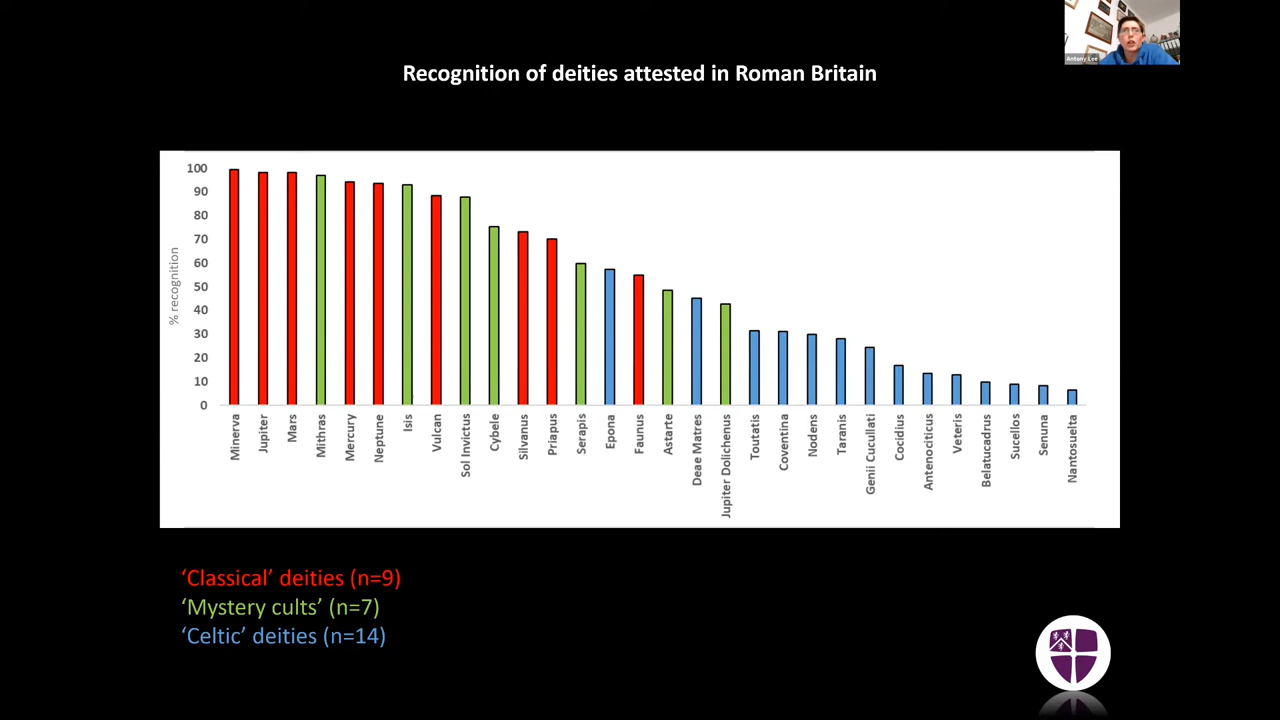 Antony Lee
Recognition of deities attested in Roman Britain
% recognition
100
90
80
70
60
50
40
30
20
10
0
Minerva
Jupiter
Mars
Mithras
Mercury
Neptune
Isis
Vulcan
Sol Invictus
Cybele
Silvanus
Priapus
Serapis
Epona
Faunus
Astarte
Deae Matres
Jupiter Dolichenus
Toutatis
Coventina
Nodens
Taranis
Genii Cucullati
Cocidius
Antenociticus
Veteris
Belatucadrus
Sucellos
Senuna
Nantosuelta
‘Classical’ deities (n=9)
‘Mystery cults’ (n=7)
‘Celtic’ deities (n=14)